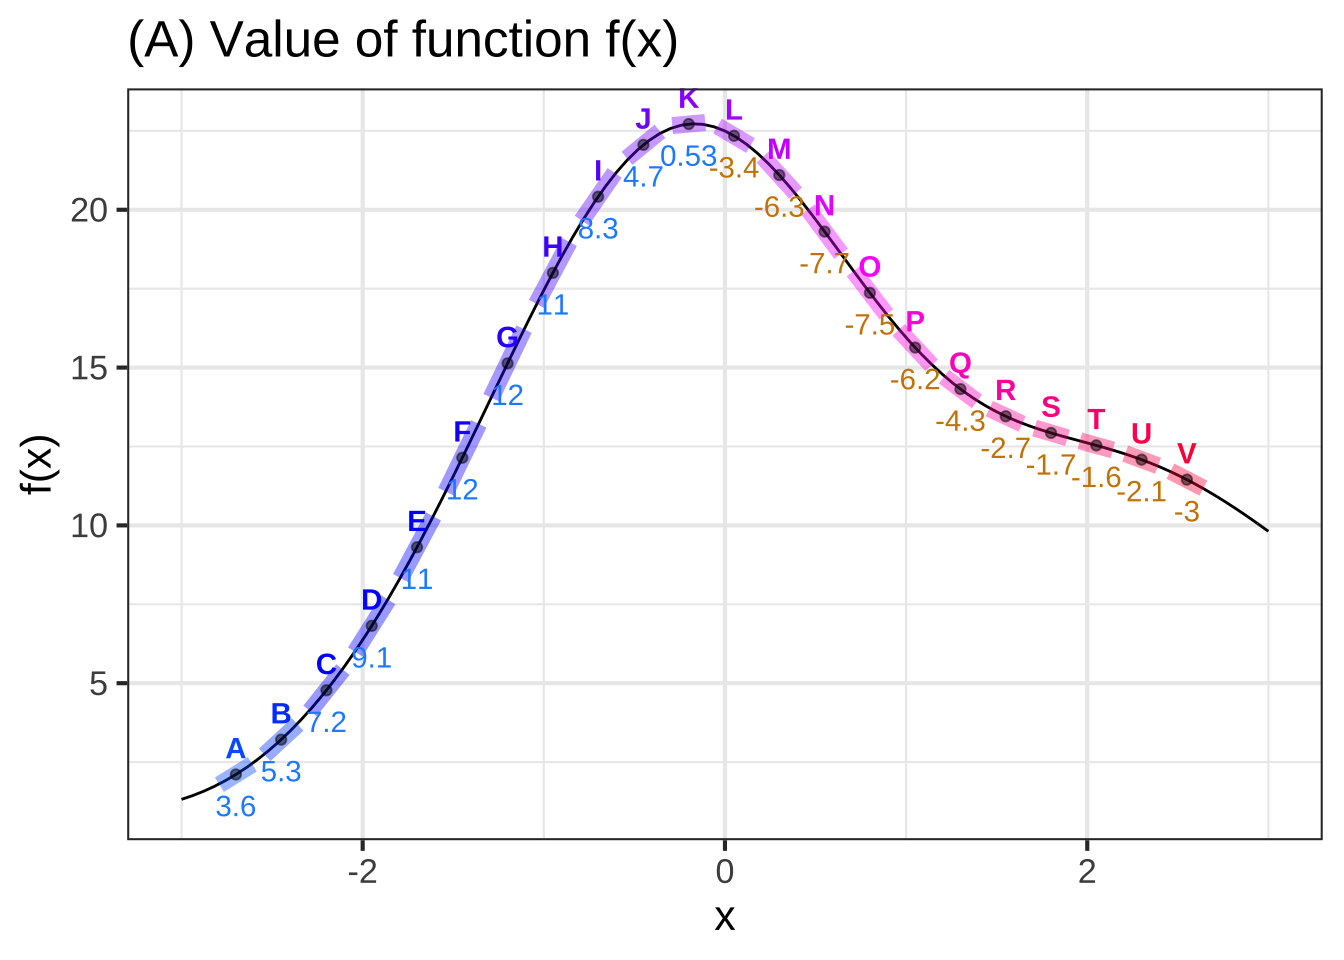 (A) Value of function f(x)
K
L
J
M
0.53
-3.4
I
4.7
N
-6.3
20
8.3
H
-7.7
O
11
-7.5
P
G
15
Q
-6.2
12
R
S
-4.3
T
F
U
-2.7
V
-1.7
-1.6
12
-2.1
E
-3
10
11
D
9.1
C
5
B
7.2
A
5.3
3.6
-2
0
2
x
f(x)